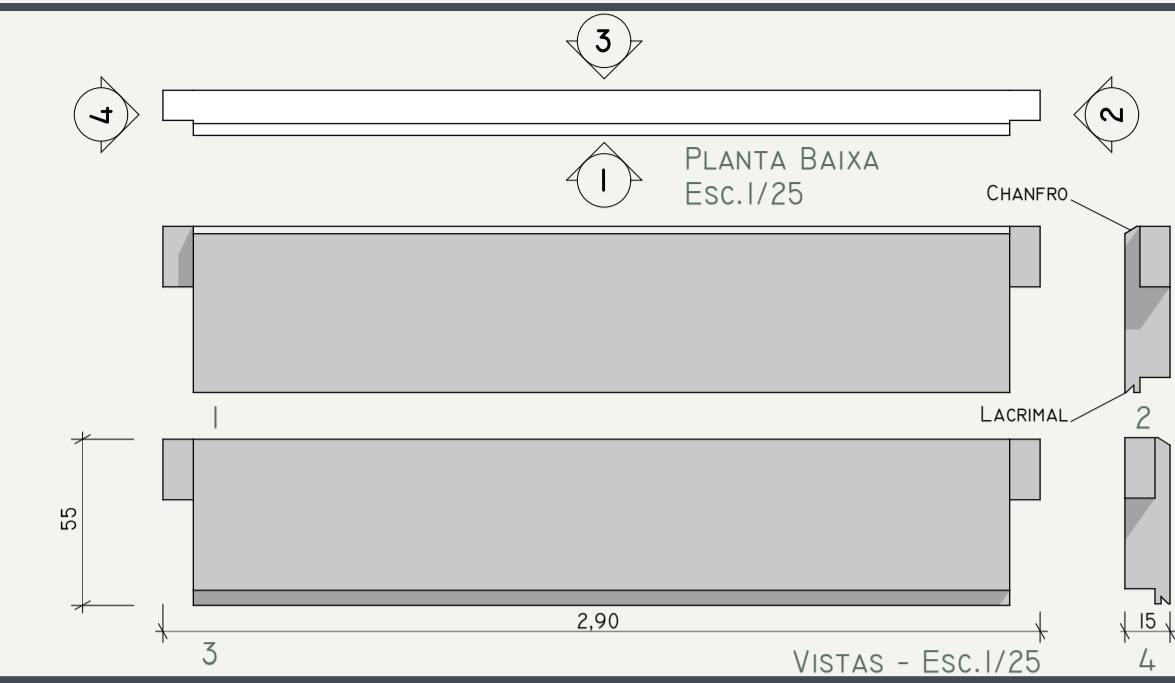 3
4
2
1
PLANTA BAIXA
ESC.1/25
CHANFRO
LACRIMAL
1
2
55
2,90
15
3
VISTAS - ESC.1/25
4